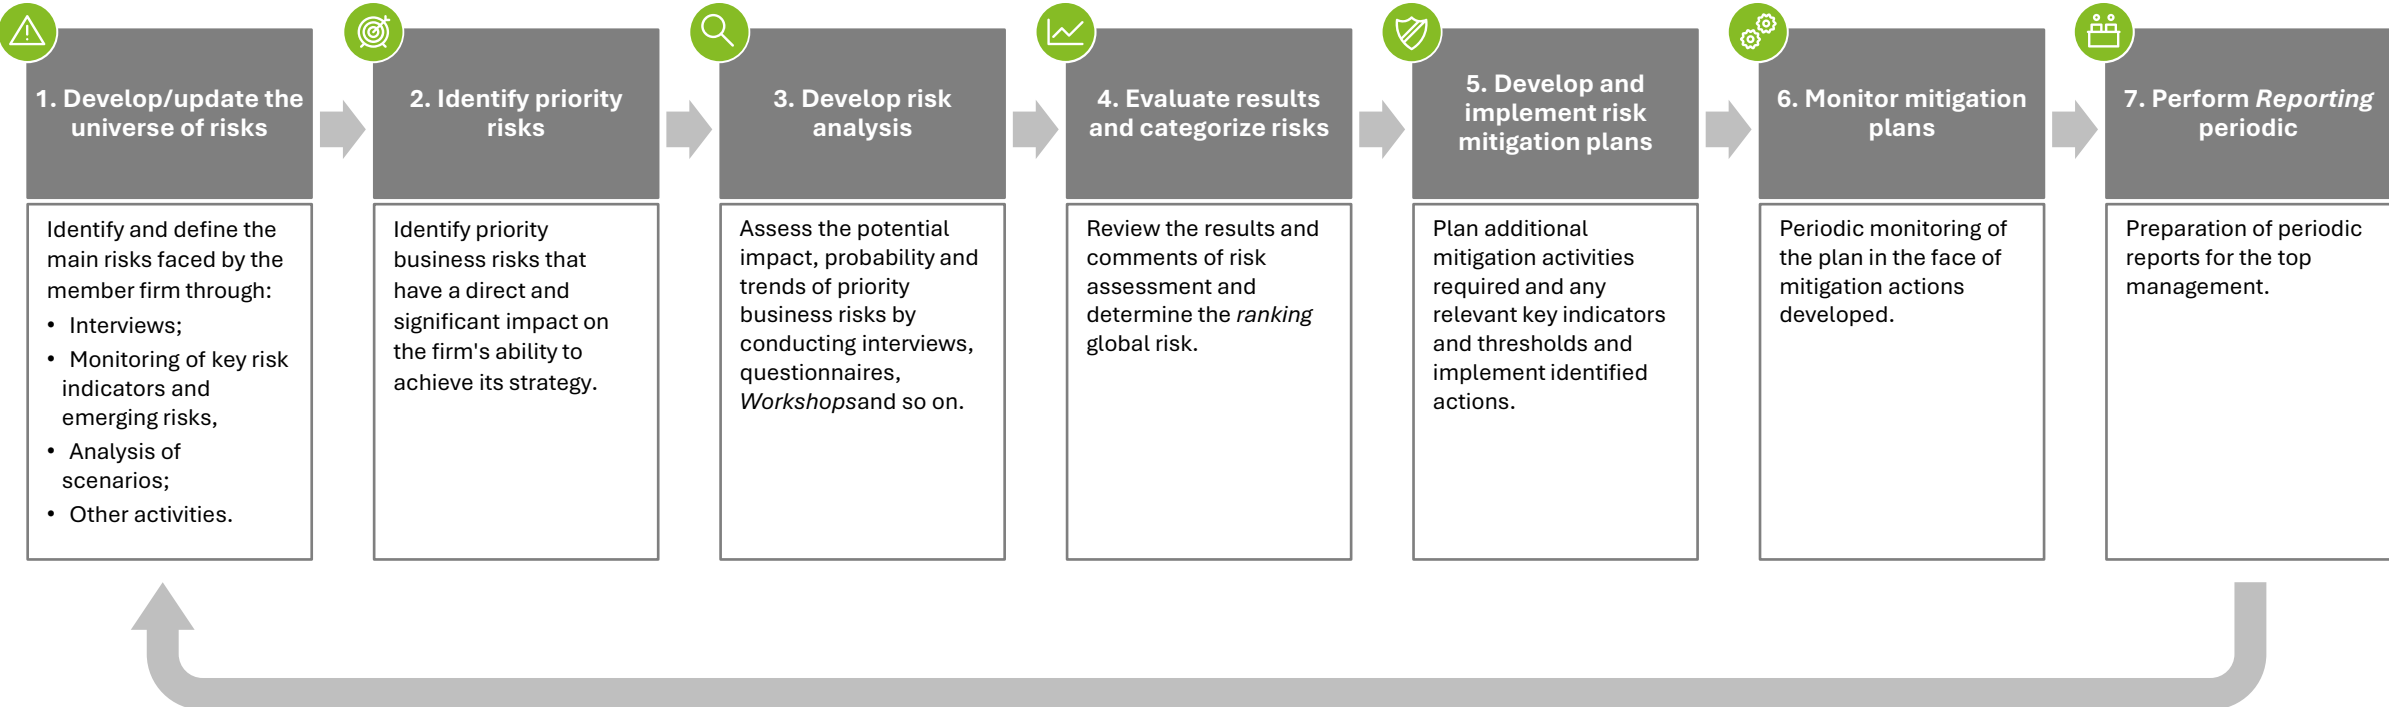 1. Develop/update the
universe of risks
Identify and define the
main risks faced by the
member firm through:
• Interviews;
• Monitoring of key risk
indicators and
emerging risks,
• Analysis of
scenarios;
• Other activities.
2. Identify priority
risks
Identify priority
business risks that
have a direct and
significant impact on
the firm's ability to
achieve its strategy.
3. Develop risk
analysis
Assess the potential
impact, probability and
trends of priority
business risks by
conducting interviews,
questionnaires,
Workshopsand so on.
4. Evaluate results
and categorize risks
Review the results and
comments of risk
assessment and
determine the ranking
global risk.
5. Develop and
implement risk
mitigation plans
Plan additional
mitigation activities
required and any
relevant key indicators
and thresholds and
implement identified
actions.
6. Monitor mitigation
plans
Periodic monitoring of
the plan in the face of
mitigation actions
developed.
7. Perform Reporting
periodic
Preparation of periodic
reports for the top
management.